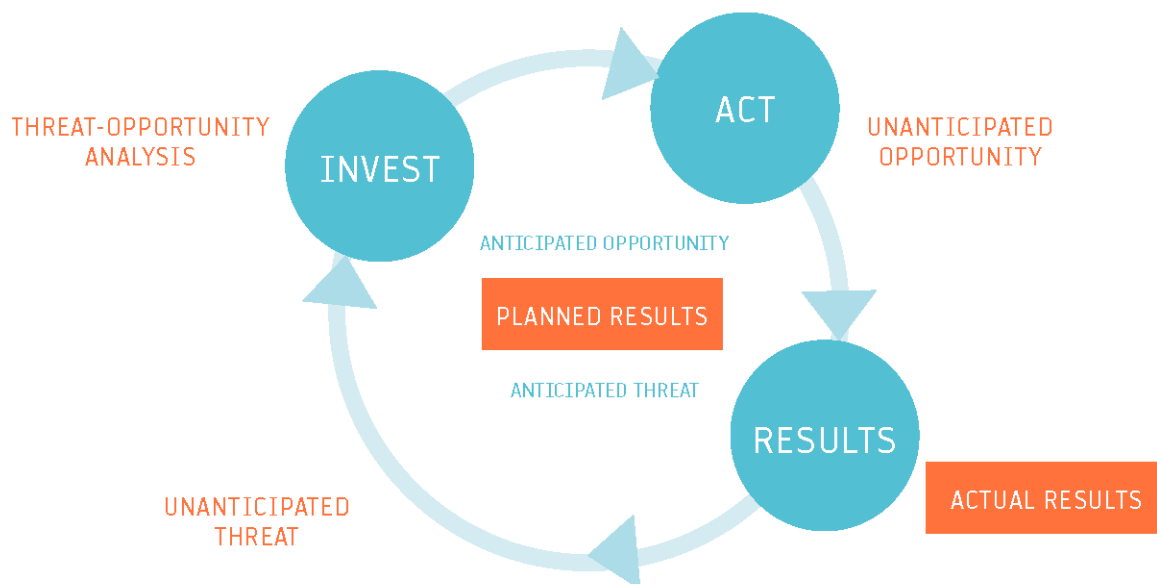 ACT
THREAT-OPPORTUNITY
ANALYSIS
INVEST
UNANTICIPATED
OPPORTUNITY
ANTICIPATED OPPORTUNITY
PLANNED RESULTS
ANTICIPATED THREAT
RESULTS
ACTUAL RESULTS
UNANTICIPATED
THREAT